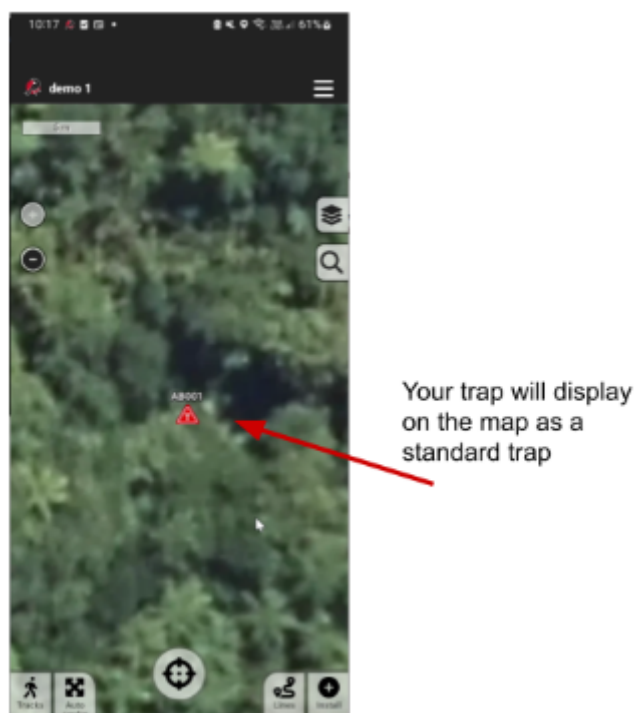 10:17
61%
demo 1
AB001
Your trap will display
on the map as a
standard trap
Tracks
Auto
Lines
Install